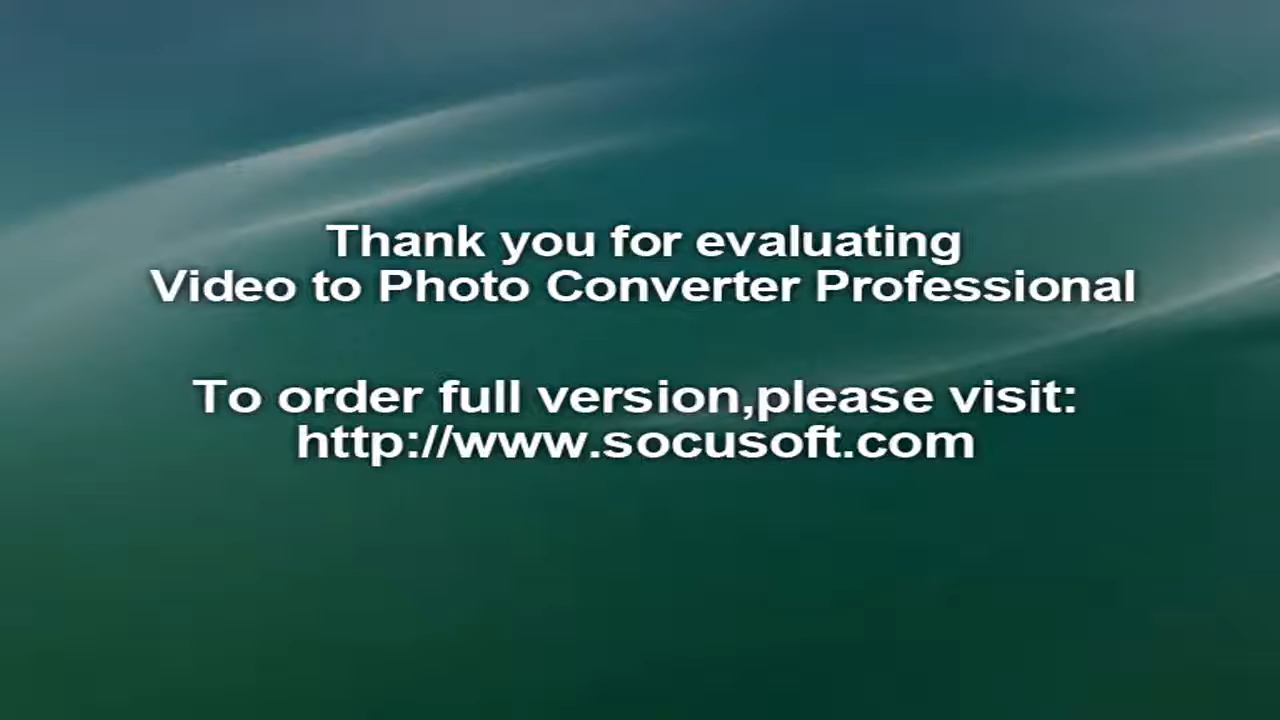 Thank you for evaluating
Video to Photo Converter Professional
To order full version,please visit:
http://www.socusoft.com